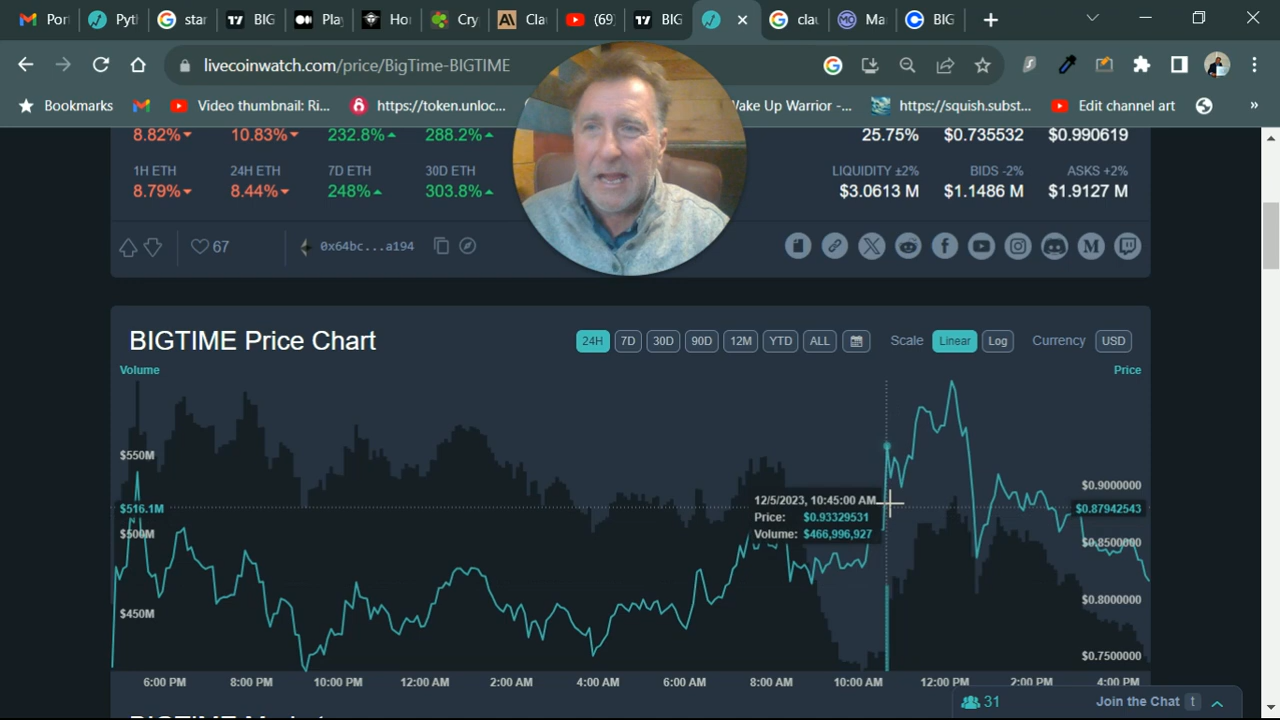 Port
Pyth
star
BIG
Play
Ho
Cry
Cla
(69
BIG
clau
Ma
BIG
livecoinwatch.com/price/BigTime-BIGTIME
Bookmarks
Video thumbnail: Ri...
https://token.unloc...
Wake Up Warrior -...
https://squish.subst...
Edit channel art
8.82% 10.83% 232.8% 288.2%
25.75% $0.735532 $0.990619
1H ETH 24H ETH 7D ETH 30D ETH
LIQUIDITY ±2% BIDS -2% ASKS +2%
8.79% 8.44% 248% 303.8%
$3.0613 M $1.1486 M $1.9127 M
67 0x64bc...a194
BIGTIME Price Chart
24H 7D 30D 90D 12M YTD ALL Scale Linear Log Currency USD
Volume Price
$550M
$0.9000000
12/5/2023, 10:45:00 AM
$516.1M
$0.87942543
Price: $0.93329531
$500M
Volume: $466,996,927
$0.8500000
$0.8000000
$450M
$0.7500000
6:00 PM 8:00 PM 10:00 PM 12:00 AM 2:00 AM 4:00 AM 6:00 AM 8:00 AM 10:00 AM 12:00 PM 2:00 PM 4:00 PM
31 Join the Chat t